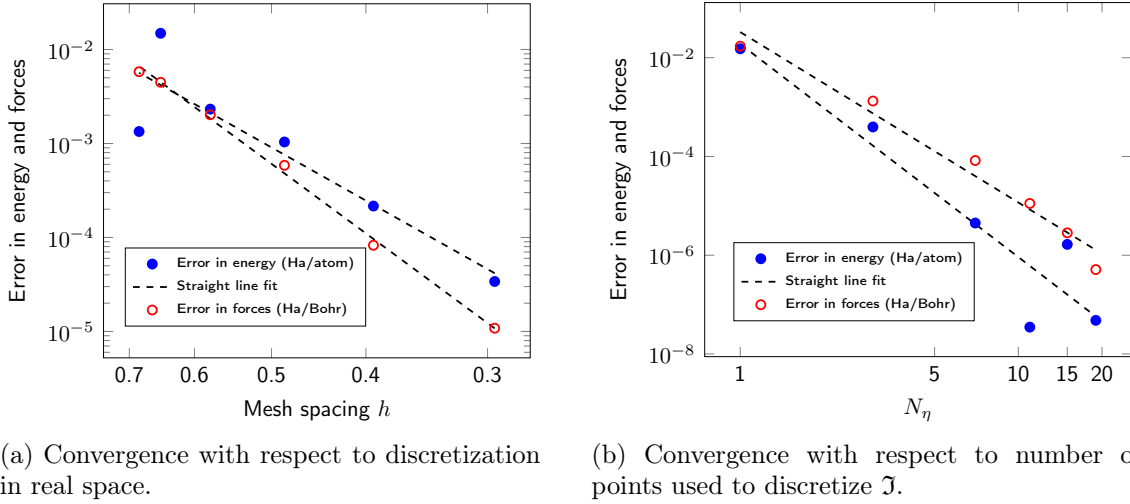 10^{-2}
10^{-3}
10^{-4}
10^{-5}
Error in energy and forces
Error in energy (Ha/atom)
Straight line fit
Error in forces (Ha/Bohr)
0.7 0.6 0.5 0.4 0.3
Mesh spacing h
(a) Convergence with respect to discretization
in real space.
10^{-2}
10^{-4}
10^{-6}
10^{-8}
Error in energy and forces
Error in energy (Ha/atom)
Straight line fit
Error in forces (Ha/Bohr)
1 5 10 15 20
N_η
(b) Convergence with respect to number o
points used to discretize ℑ.